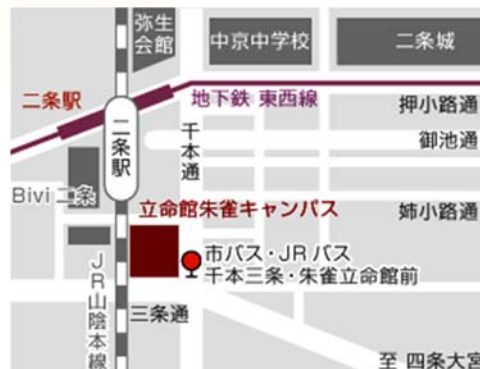 弥生
会館
中京中学校
二条城
二条駅
地下鉄 東西線
押小路通
二条駅
千本通
御池通
Bivi 二条
立命館朱雀キャンパス
姉小路通
市バス・JRバス
千本三条・朱雀立命館前
JR山陰本線
三条通
至 四条大宮